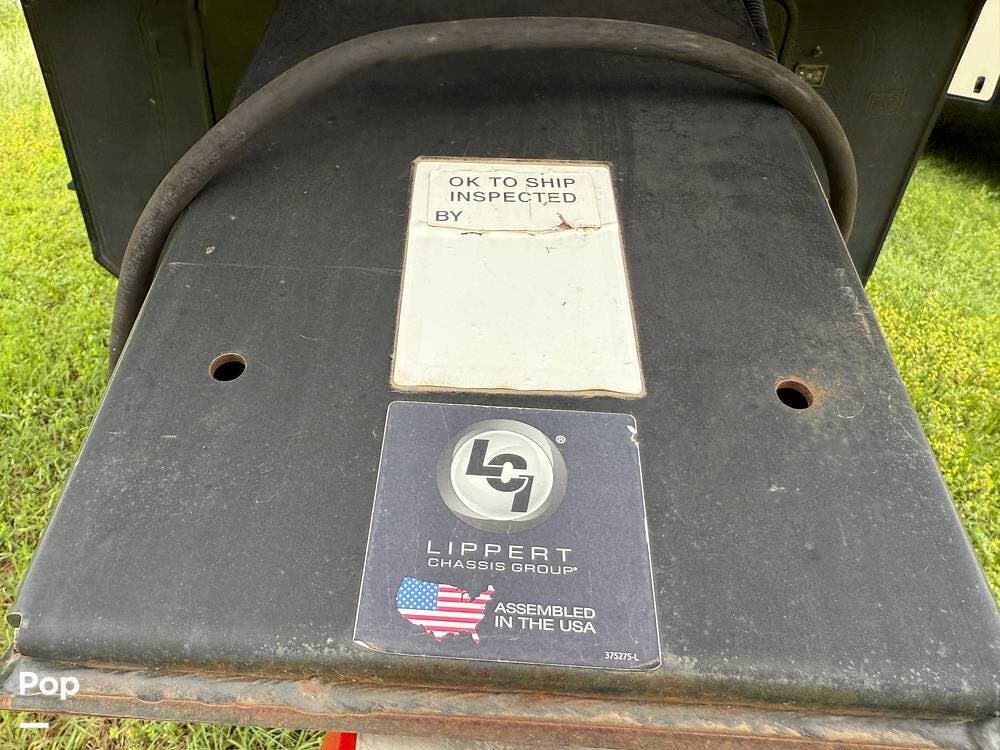 OK TO SHIP
INSPECTED
BY
LCI®
LIPPERT
CHASSIS GROUP®
ASSEMBLED
IN THE USA
375275-L
Pop